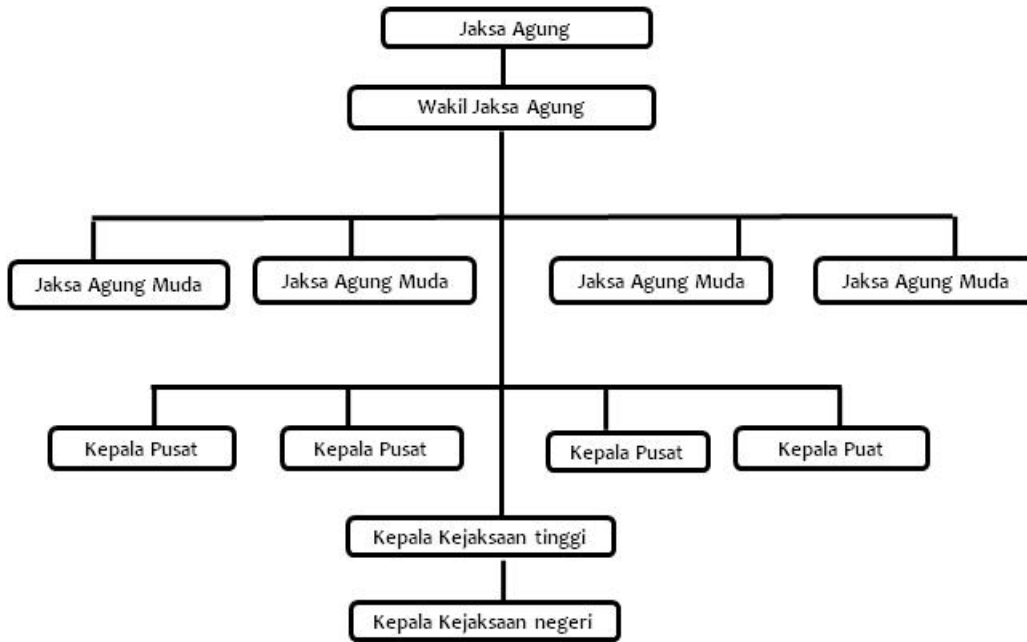 Jaksa Agung
Wakil Jaksa Agung
Jaksa Agung Muda
Jaksa Agung Muda
Jaksa Agung Muda
Jaksa Agung Muda
Kepala Pusat
Kepala Pusat
Kepala Pusat
Kepala Puat
Kepala Kejaksaan tinggi
Kepala Kejaksaan negeri